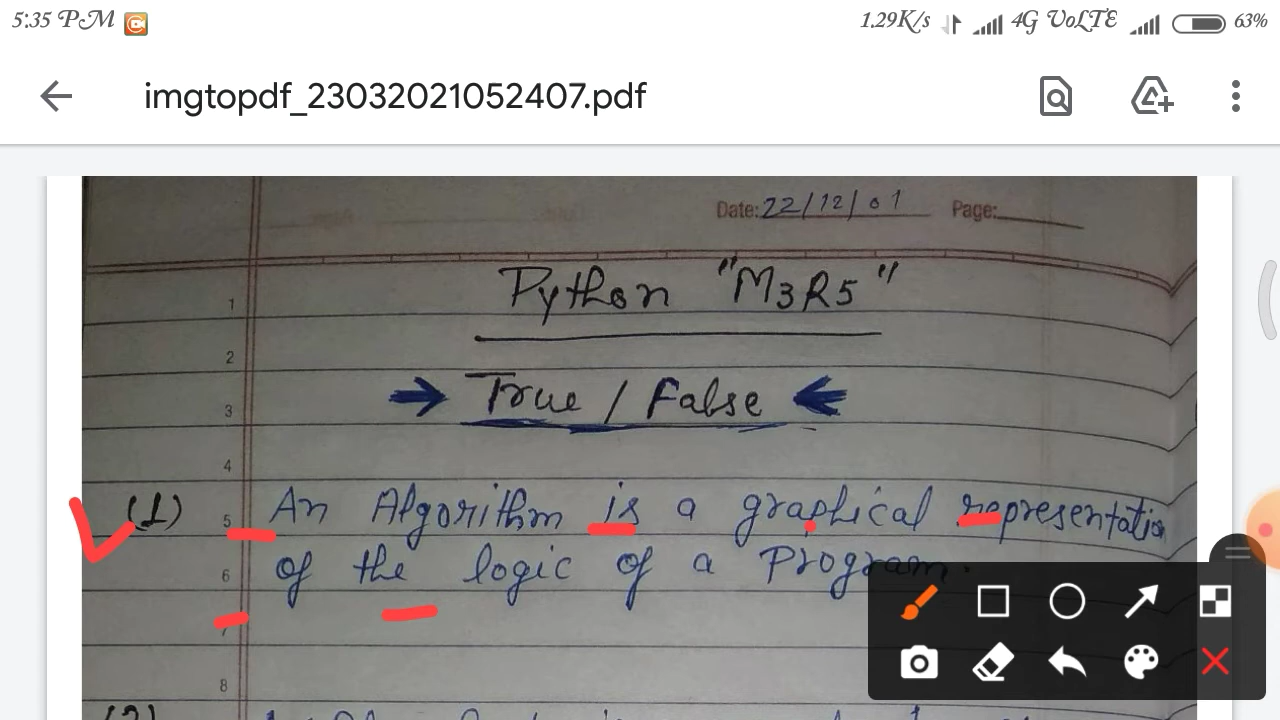 5:35 PM
1.29K/s 4G VoLTE 63%
imgtopdf_23032021052407.pdf
Date: 22/12/01 Page:
1 Python "M3R5"
2
3 True / False
4
(1) 5 An Algorithm is a graphical representatio
6 of the logic of a Program.
7
8
(2)